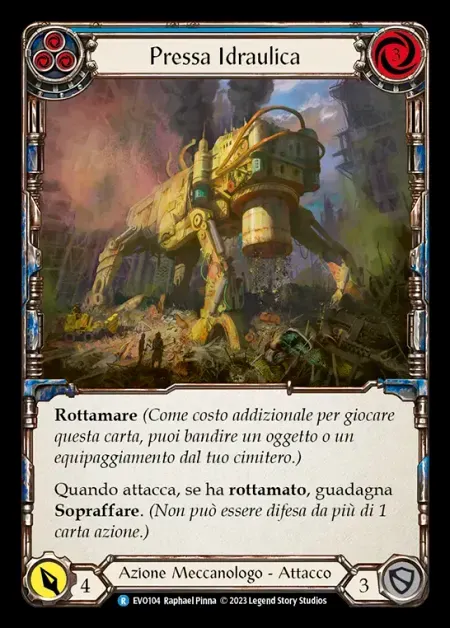 Pressa Idraulica
3
Rottamare (Come costo addizionale per giocare
questa carta, puoi bandire un oggetto o un
equipaggiamento dal tuo cimitero.)
Quando attacca, se ha rottamato, guadagna
Sopraffare. (Non può essere difesa da più di 1
carta azione.)
4
Azione Meccanologo - Attacco
3
R EVO104 Raphael Pinna © 2023 Legend Story Studios